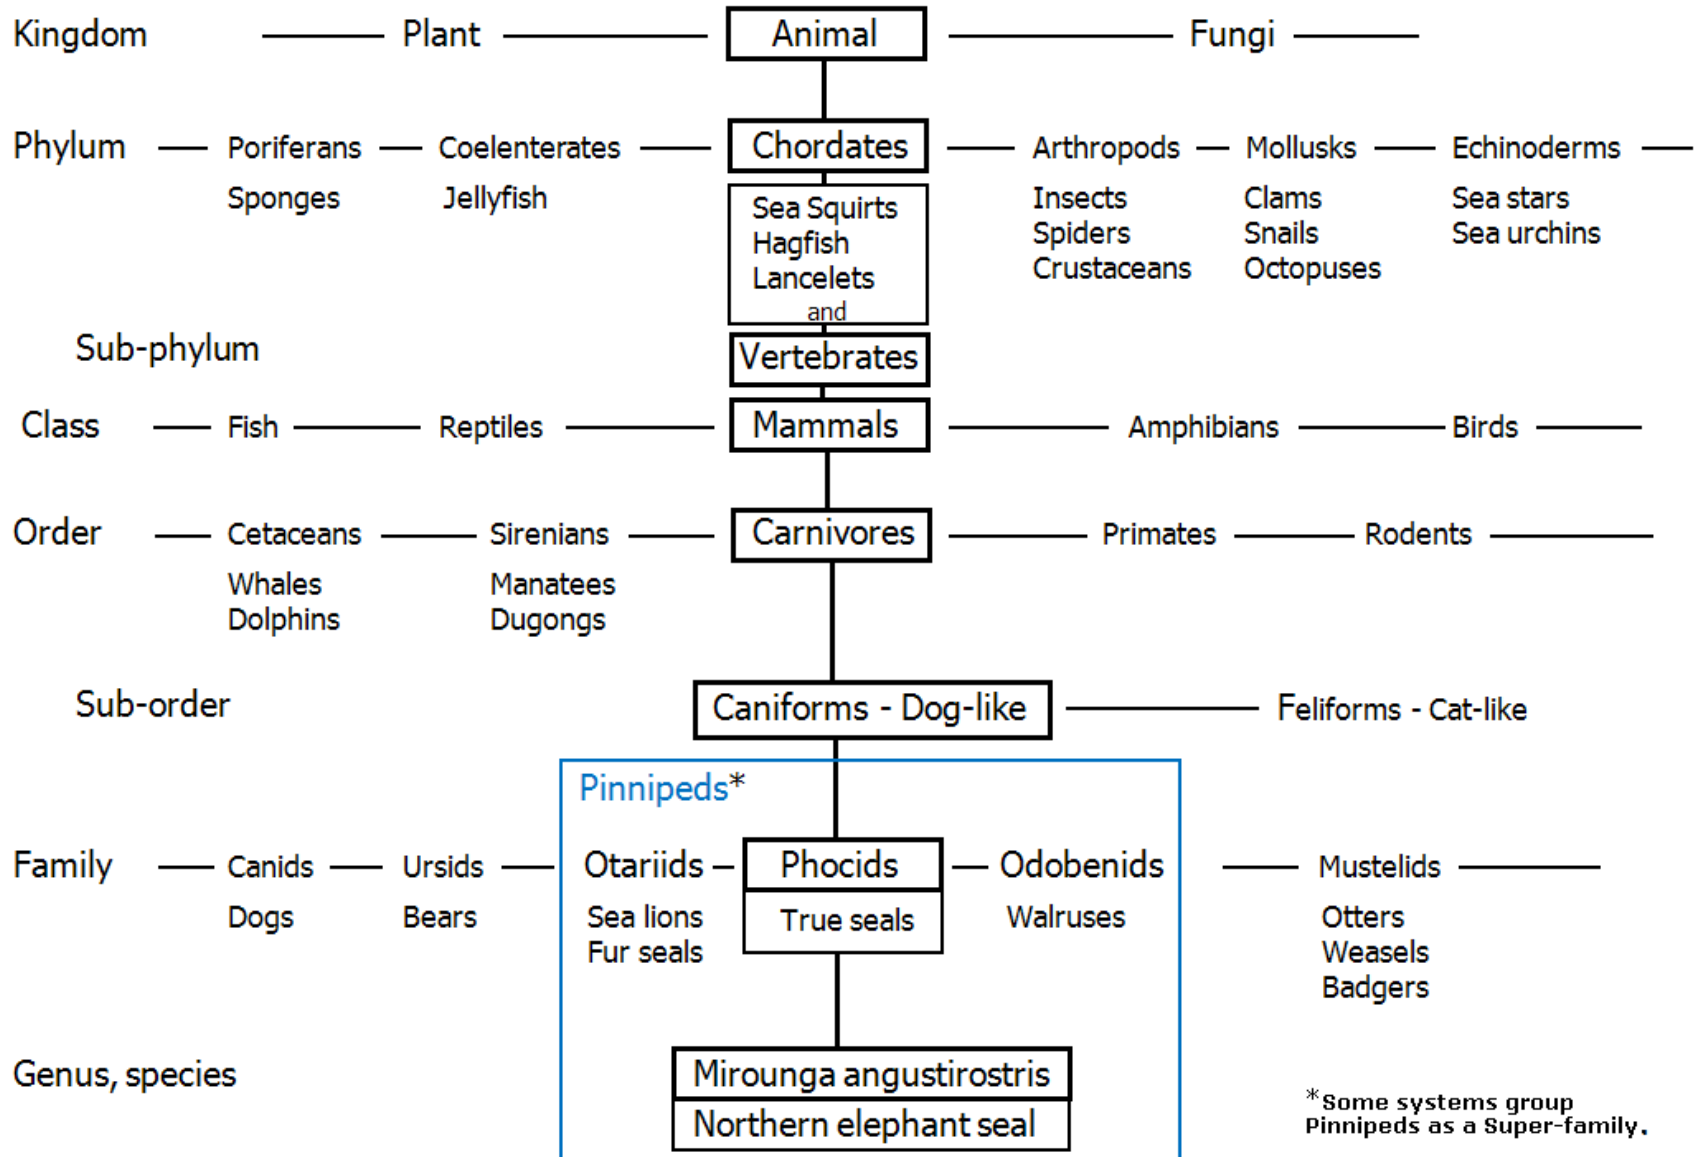 Kingdom Plant Animal Fungi
Phylum Poriferans Coelenterates Chordates Arthropods Mollusks Echinoderms
Sponges Jellyfish Sea Squirts Insects Clams Sea stars
Hagfish Spiders Snails Sea urchins
Lancelets Crustaceans Octopuses
and
Sub-phylum Vertebrates
Class Fish Reptiles Mammals Amphibians Birds
Order Cetaceans Sirenians Carnivores Primates Rodents
Whales Manatees
Dolphins Dugongs
Sub-order Caniforms - Dog-like Feliforms - Cat-like
Pinnipeds*
Family Canids Ursids Otariids Phocids Odobenids Mustelids
Dogs Bears Sea lions True seals Walruses Otters
Fur seals Weasels
Badgers
Genus, species Mirounga angustirostris
Northern elephant seal
*Some systems group
Pinnipeds as a Super-family.